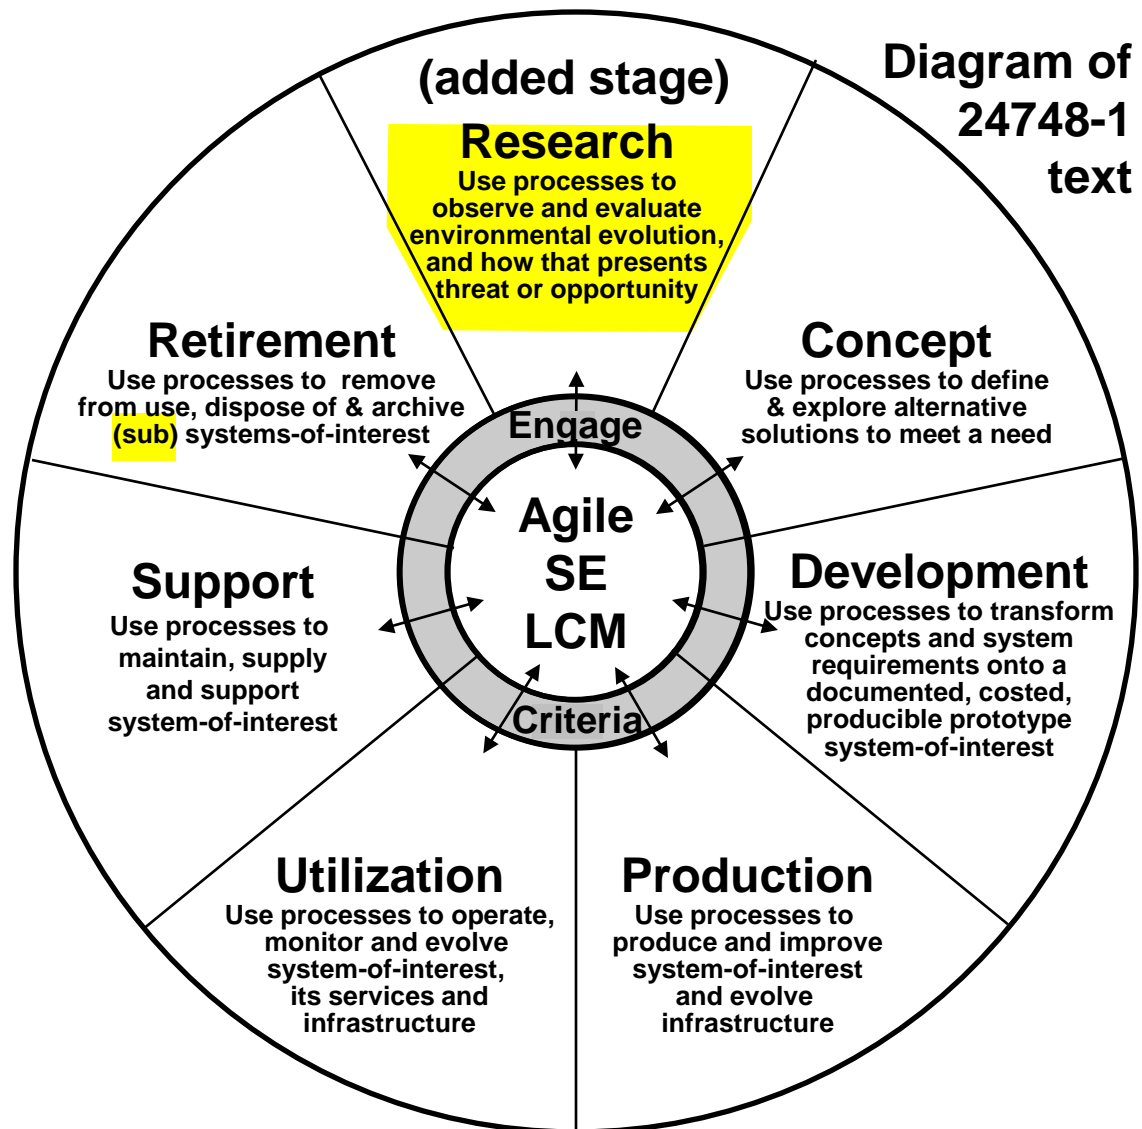 Diagram of
24748-1
text
(added stage)
Research
Use processes to
observe and evaluate
environmental evolution,
and how that presents
threat or opportunity
Concept
Use processes to define
& explore alternative
solutions to meet a need
Development
Use processes to transform
concepts and system
requirements onto a
documented, costed,
producible prototype
system-of-interest
Production
Use processes to
produce and improve
system-of-interest
and evolve
infrastructure
Utilization
Use processes to operate,
monitor and evolve
system-of-interest,
its services and
infrastructure
Support
Use processes to
maintain, supply
and support
system-of-interest
Retirement
Use processes to  remove
from use, dispose of & archive
(sub) systems-of-interest
Engage
Agile
SE
LCM
Criteria